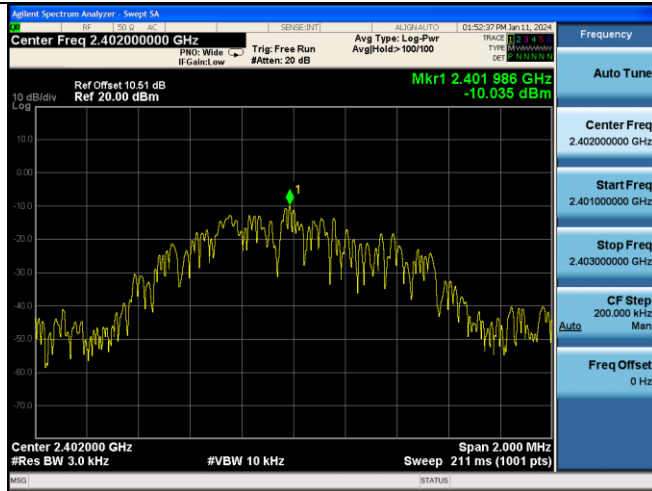 Agilent Spectrum Analyzer - Swept SA
RF 50 Ω AC SENSE:INT ALIGNAUTO 01:52:37 PM Jan 11, 2024
Center Freq 2.402000000 GHz
PNO: Wide
IFGain:Low
Trig: Free Run
#Atten: 20 dB
Avg Type: Log-Pwr
Avg|Hold:>100/100
TRACE 1 2 3 4 5 6
TYPE M
DET P N N N N N
Ref Offset 10.51 dB
10 dB/div Ref 20.00 dBm
Log
Mkr1 2.401 986 GHz
-10.035 dBm
10.0
0.00
-10.0
1
-20.0
-30.0
-40.0
-50.0
-60.0
-70.0
Center 2.402000 GHz
Span 2.000 MHz
#Res BW 3.0 kHz
#VBW 10 kHz
Sweep 211 ms (1001 pts)
MSG
STATUS
Frequency
Auto Tune
Center Freq
2.402000000 GHz
Start Freq
2.401000000 GHz
Stop Freq
2.403000000 GHz
CF Step
200.000 kHz
Auto Man
Freq Offset
0 Hz